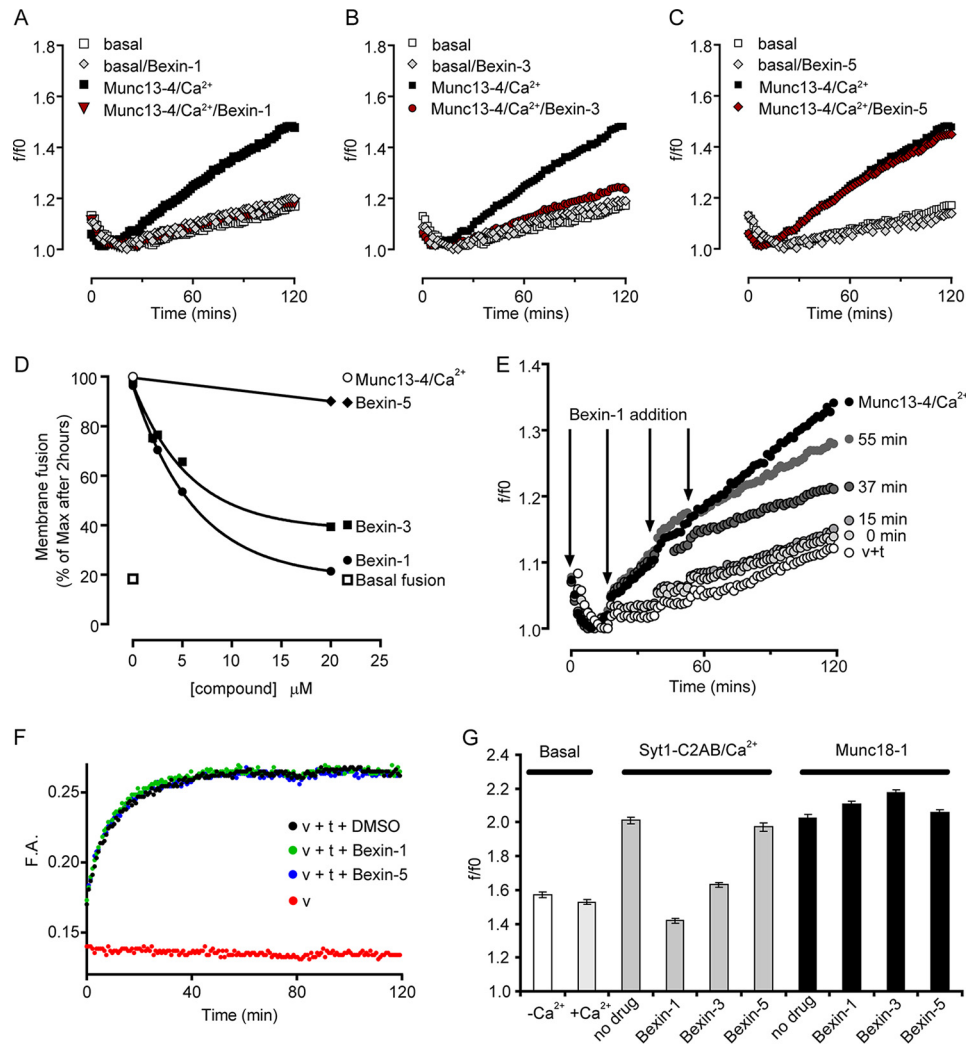 A
basal
basal/Bexin-1
Munc13-4/Ca²⁺
Munc13-4/Ca²⁺/Bexin-1
f/f0
1.8
1.6
1.4
1.2
1.0
0
60
120
Time (mins)
B
basal
basal/Bexin-3
Munc13-4/Ca²⁺
Munc13-4/Ca²⁺/Bexin-3
f/f0
1.8
1.6
1.4
1.2
1.0
0
60
120
Time (mins)
C
basal
basal/Bexin-5
Munc13-4/Ca²⁺
Munc13-4/Ca²⁺/Bexin-5
f/f0
1.8
1.6
1.4
1.2
1.0
0
60
120
Time (mins)
D
Membrane fusion
(% of Max after 2hours)
100
80
60
40
20
0
Munc13-4/Ca²⁺
Bexin-5
Bexin-3
Bexin-1
Basal fusion
0
5
10
15
20
25
[compound] μM
E
f/f0
1.4
1.3
1.2
1.1
1.0
Bexin-1 addition
Munc13-4/Ca²⁺
55 min
37 min
15 min
0 min
v+t
0
60
120
Time (mins)
F
F.A.
0.25
0.20
0.15
v + t + DMSO
v + t + Bexin-1
v + t + Bexin-5
v
0
40
80
120
Time (min)
G
Basal
Syt1-C2AB/Ca²⁺
Munc18-1
f/f0
2.4
2.2
2.0
1.8
1.6
1.4
1.2
1.0
-Ca²⁺
+Ca²⁺
no drug
Bexin-1
Bexin-3
Bexin-5
no drug
Bexin-1
Bexin-3
Bexin-5